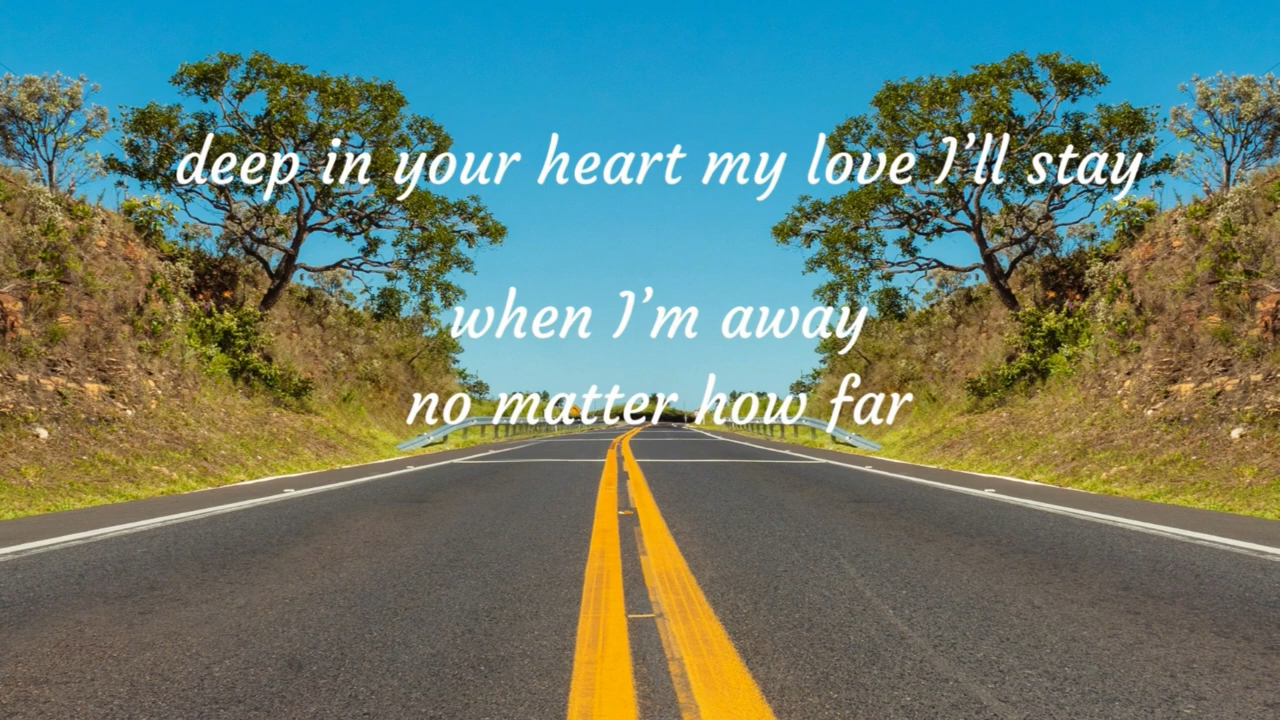 deep in your heart my love I’ll stay
when I’m away
no matter how far